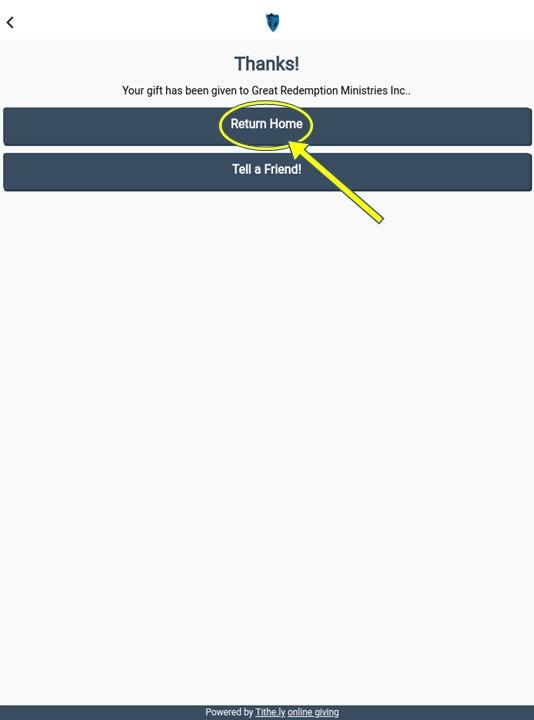 Thanks!
Your gift has been given to Great Redemption Ministries Inc..
Return Home
Tell a Friend!
Powered by Tithe.ly online giving